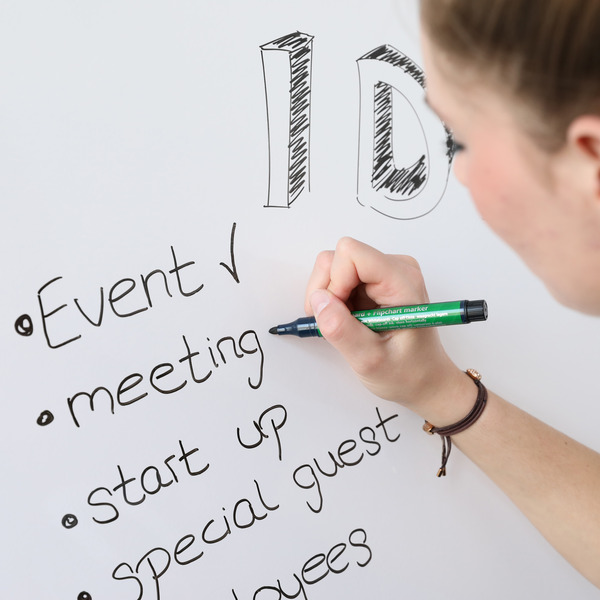 ID
Event ✓
meeting
start up
special guest
flipchart marker